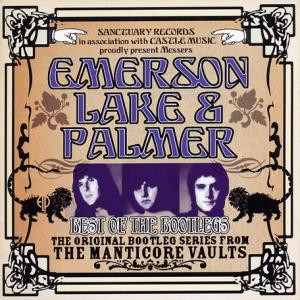 SANCTUARY RECORDS
in association with CASTLE MUSIC
proudly present Messers
EMERSON
LAKE &
PALMER
BEST OF THE BOOTLEGS
THE ORIGINAL BOOTLEG SERIES FROM
THE MANTICORE VAULTS